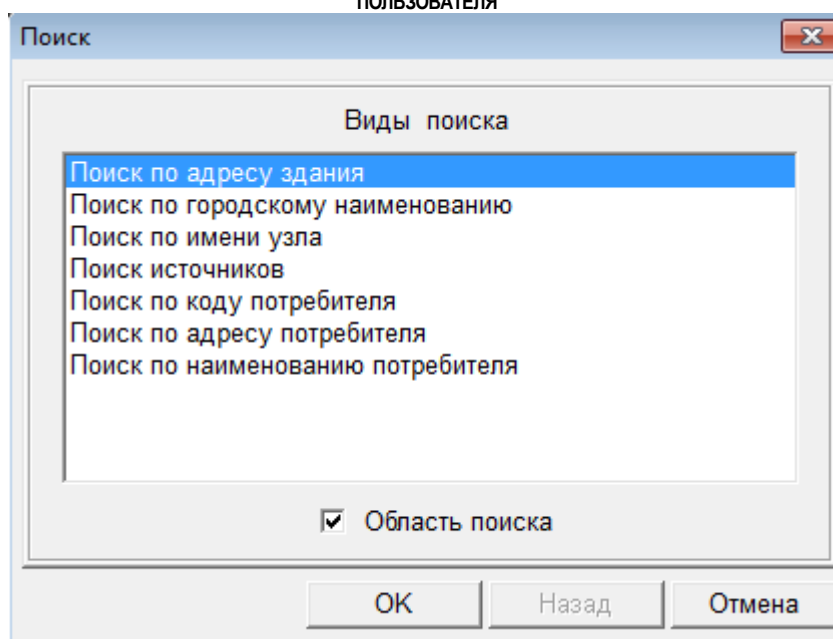 ПОЛЬЗОВАТЕЛЯ
Поиск
Виды поиска
Поиск по адресу здания
Поиск по городскому наименованию
Поиск по имени узла
Поиск источников
Поиск по коду потребителя
Поиск по адресу потребителя
Поиск по наименованию потребителя
Область поиска
OK Назад Отмена